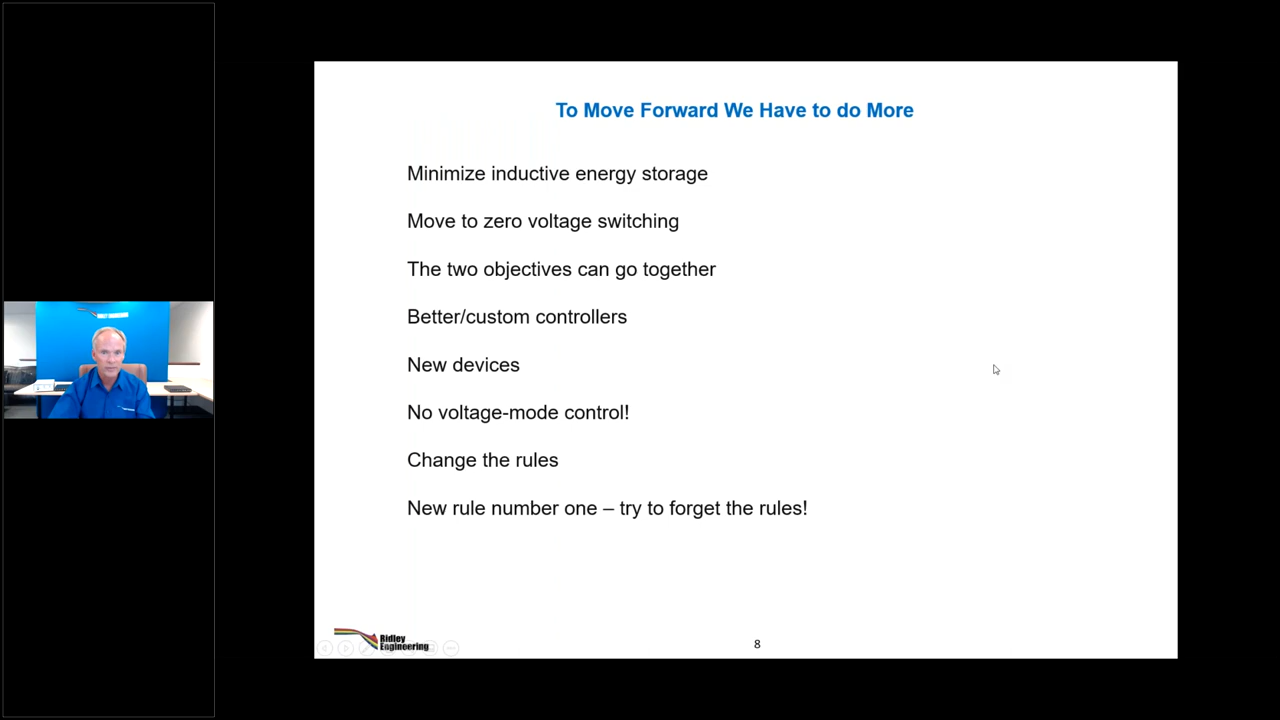 To Move Forward We Have to do More
Minimize inductive energy storage
Move to zero voltage switching
The two objectives can go together
Better/custom controllers
New devices
No voltage-mode control!
Change the rules
New rule number one – try to forget the rules!
Ridley
Engineering
8